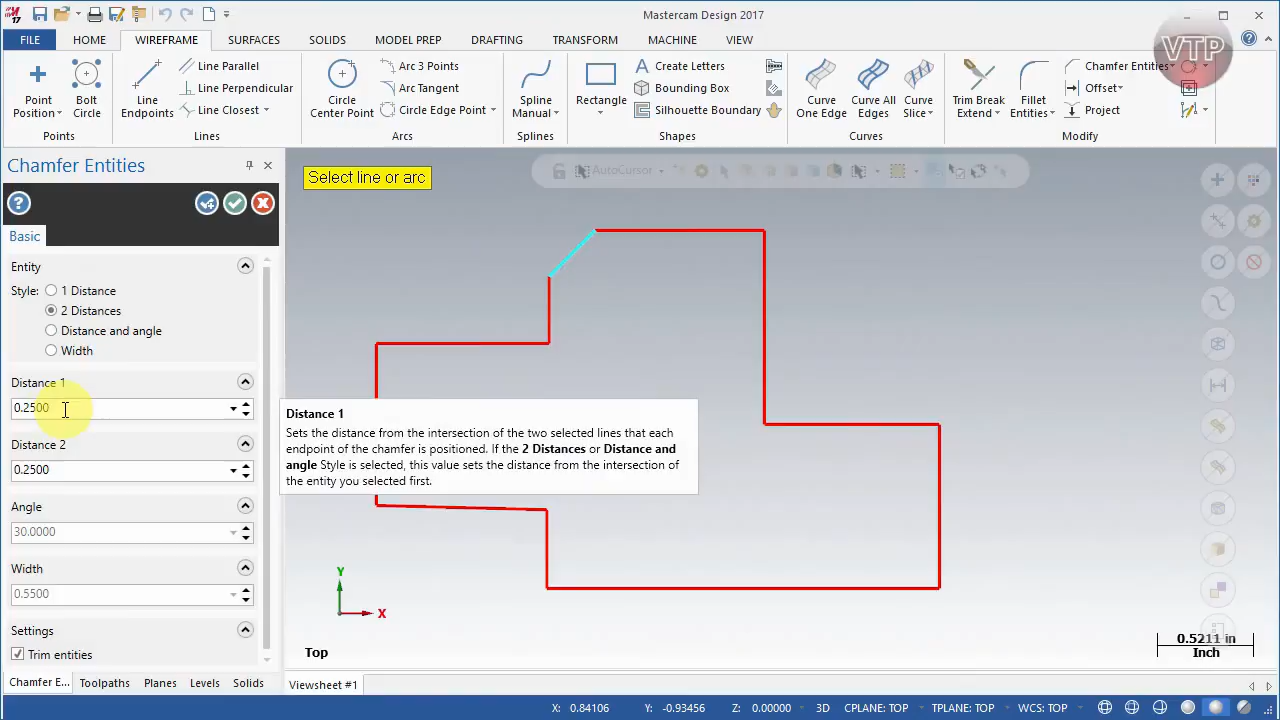 17
Mastercam Design 2017
FILE
HOME
WIREFRAME
SURFACES
SOLIDS
MODEL PREP
DRAFTING
TRANSFORM
MACHINE
VIEW
VTP
Point
Position
Bolt
Circle
Points
Line
Endpoints
Line Parallel
Line Perpendicular
Line Closest
Lines
Circle
Center Point
Arc 3 Points
Arc Tangent
Circle Edge Point
Arcs
Spline
Manual
Splines
Rectangle
Create Letters
Bounding Box
Silhouette Boundary
Shapes
Curve
One Edge
Curve All
Edges
Curve
Slice
Curves
Trim Break
Extend
Fillet
Entities
Chamfer Entities
Offset
Project
Modify
Chamfer Entities
Select line or arc
AutoCursor
Basic
Entity
Style:
1 Distance
2 Distances
Distance and angle
Width
Distance 1
0.2500
Distance 2
0.2500
Angle
30.0000
Width
0.5500
Settings
Trim entities
Distance 1
Sets the distance from the intersection of the two selected lines that each
endpoint of the chamfer is positioned. If the 2 Distances or Distance and
angle Style is selected, this value sets the distance from the intersection of
the entity you selected first.
Y
X
Top
0.5211 in
Inch
Chamfer E...
Toolpaths
Planes
Levels
Solids
Viewsheet #1
X: 0.84106
Y: -0.93456
Z: 0.00000
3D
CPLANE: TOP
TPLANE: TOP
WCS: TOP